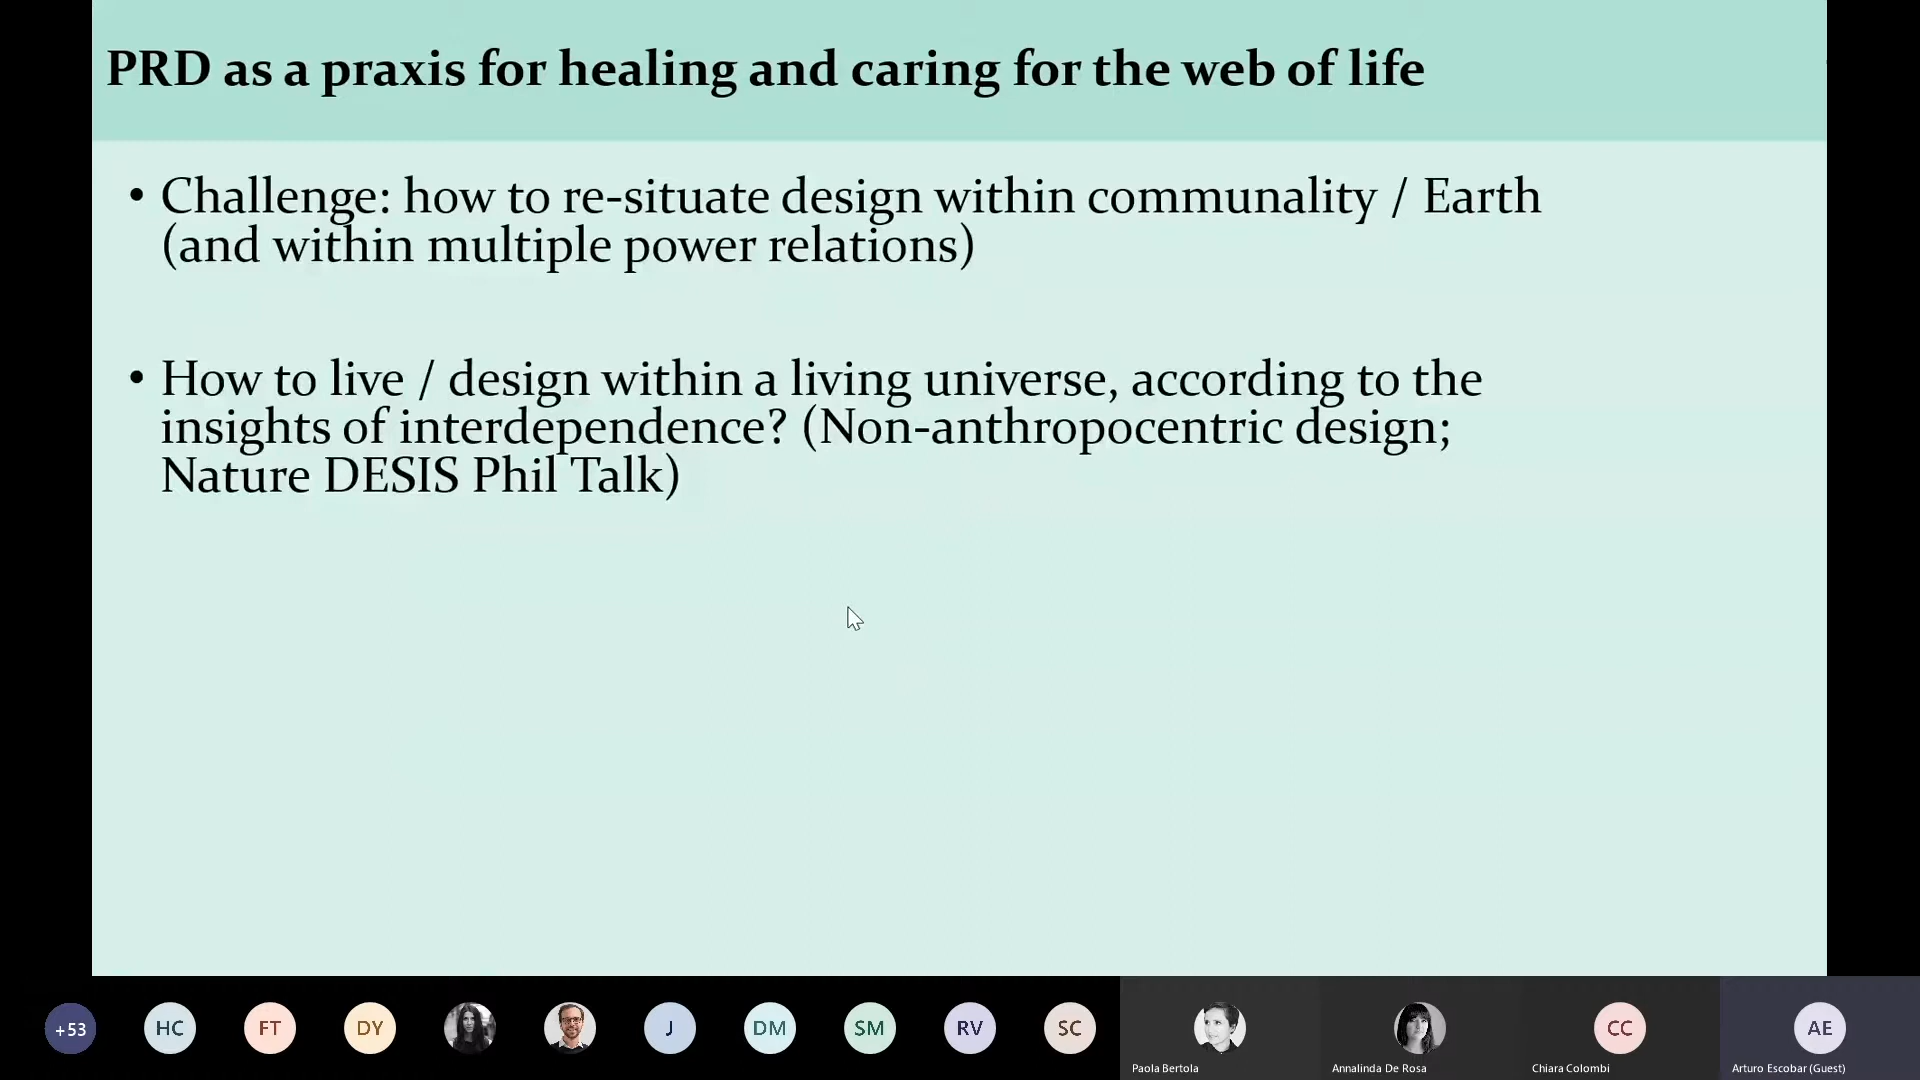 PRD as a praxis for healing and caring for the web of life
• Challenge: how to re-situate design within communality / Earth
(and within multiple power relations)
• How to live / design within a living universe, according to the
insights of interdependence? (Non-anthropocentric design;
Nature DESIS Phil Talk)
+53
HC
FT
DY
J
DM
SM
RV
SC
CC
AE
Paola Bertola
Annalinda De Rosa
Chiara Colombi
Arturo Escobar (Guest)